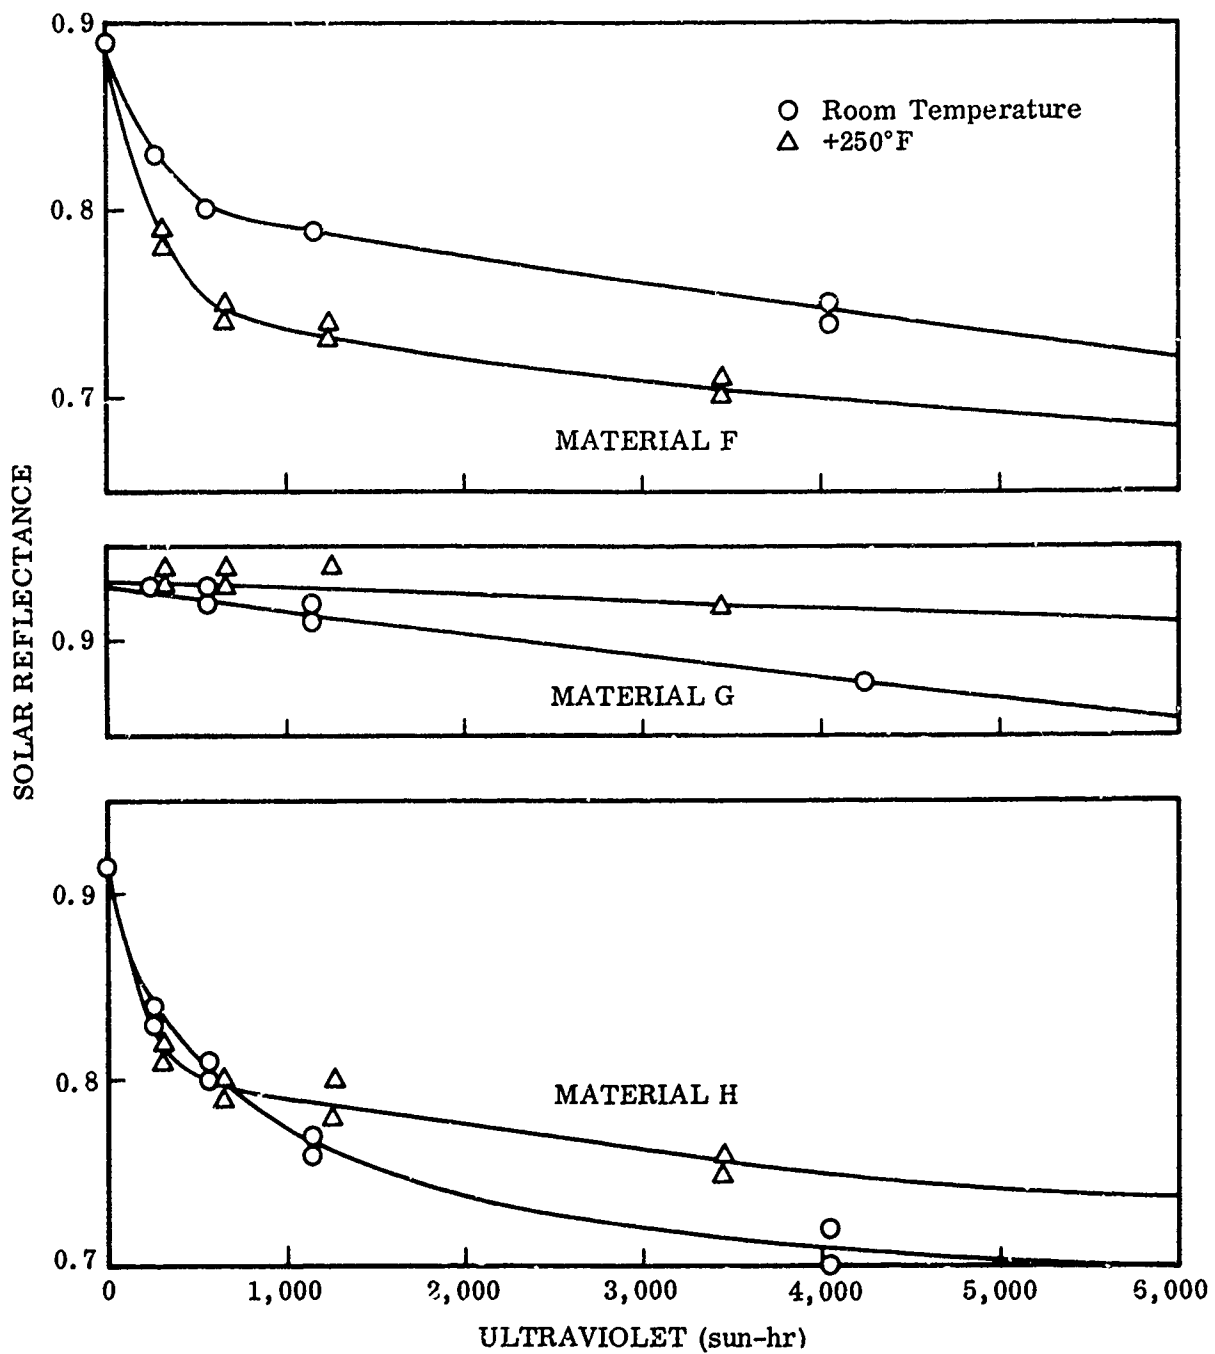 0.9
○ Room Temperature
△ +250°F
0.8
0.7
MATERIAL F
SOLAR REFLECTANCE
0.9
MATERIAL G
0.9
0.8
MATERIAL H
0.7
0 1,000 2,000 3,000 4,000 5,000 6,000
ULTRAVIOLET (sun-hr)